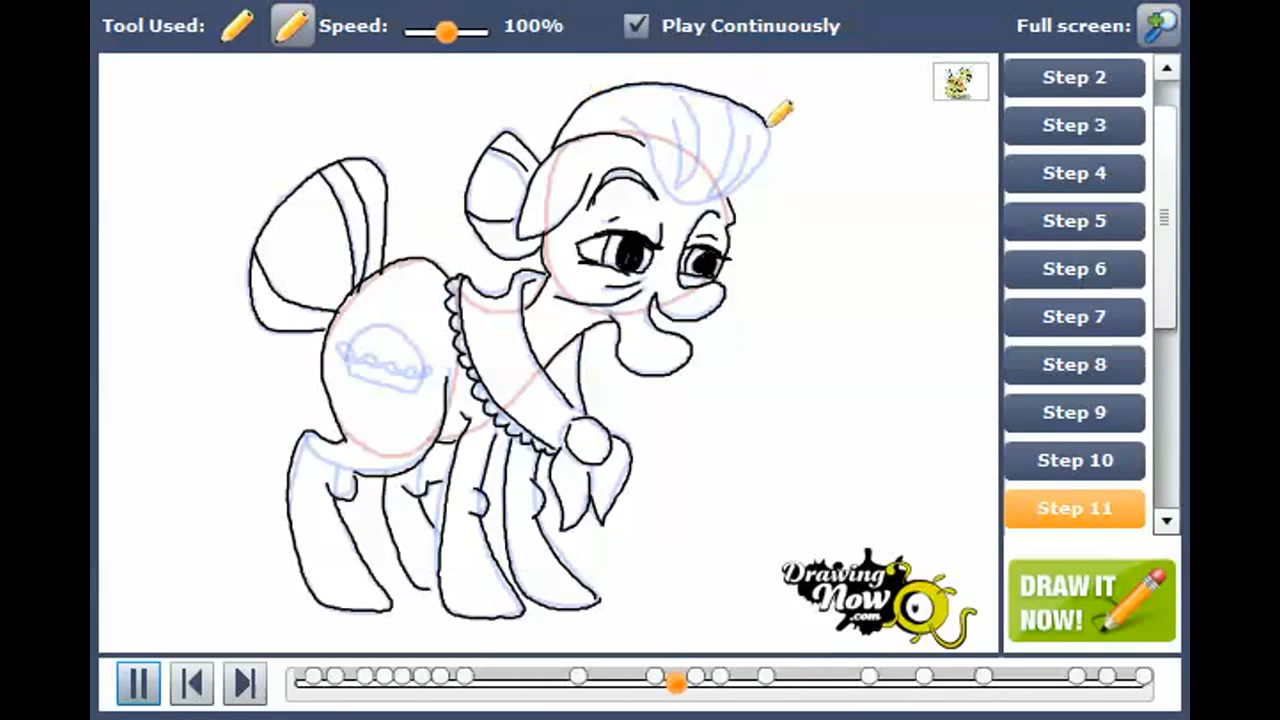 Tool Used:
Speed:
100%
Play Continuously
Full screen:
Step 2
Step 3
Step 4
Step 5
Step 6
Step 7
Step 8
Step 9
Step 10
Step 11
Drawing
Now
.com
DRAW IT
NOW!